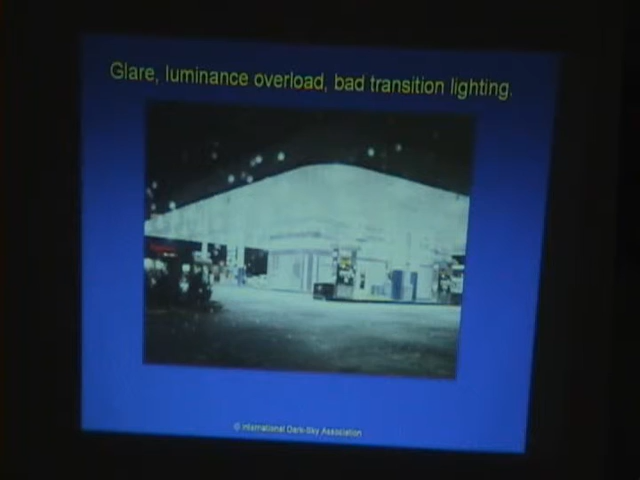 Glare, luminance overload, bad transition lighting.
© International Dark-Sky Association